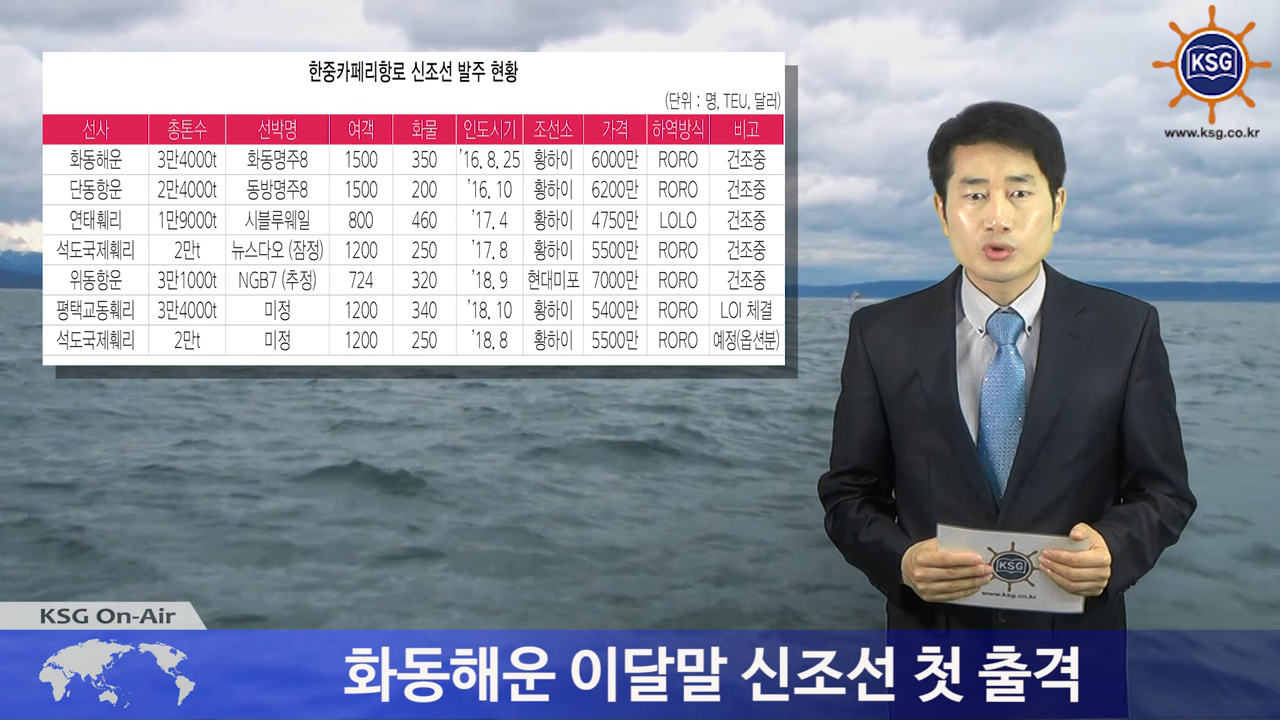 한중카페리항로 신조선 발주 현황
(단위 : 명, TEU, 달러)
선사 총톤수 선박명 여객 화물 인도시기 조선소 가격 하역방식 비고
화동해운 3만4000t 화동명주8 1500 350 '16. 8. 25 황하이 6000만 RORO 건조중
단동항운 2만4000t 동방명주8 1500 200 '16. 10 황하이 6200만 RORO 건조중
연태훼리 1만9000t 시블루웨일 800 460 '17. 4 황하이 4750만 LOLO 건조중
석도국제훼리 2만t 뉴스다오 (잠정) 1200 250 '17. 8 황하이 5500만 RORO 건조중
위동항운 3만1000t NGB7 (추정) 724 320 '18. 9 현대미포 7000만 RORO 건조중
평택교동훼리 3만4000t 미정 1200 340 '18. 10 황하이 5400만 RORO LOI 체결
석도국제훼리 2만t 미정 1200 250 '18. 8 황하이 5500만 RORO 예정(옵션분)
KSG
www.ksg.co.kr
KSG
www.ksg.co.kr
KSG On-Air
화동해운 이달말 신조선 첫 출격